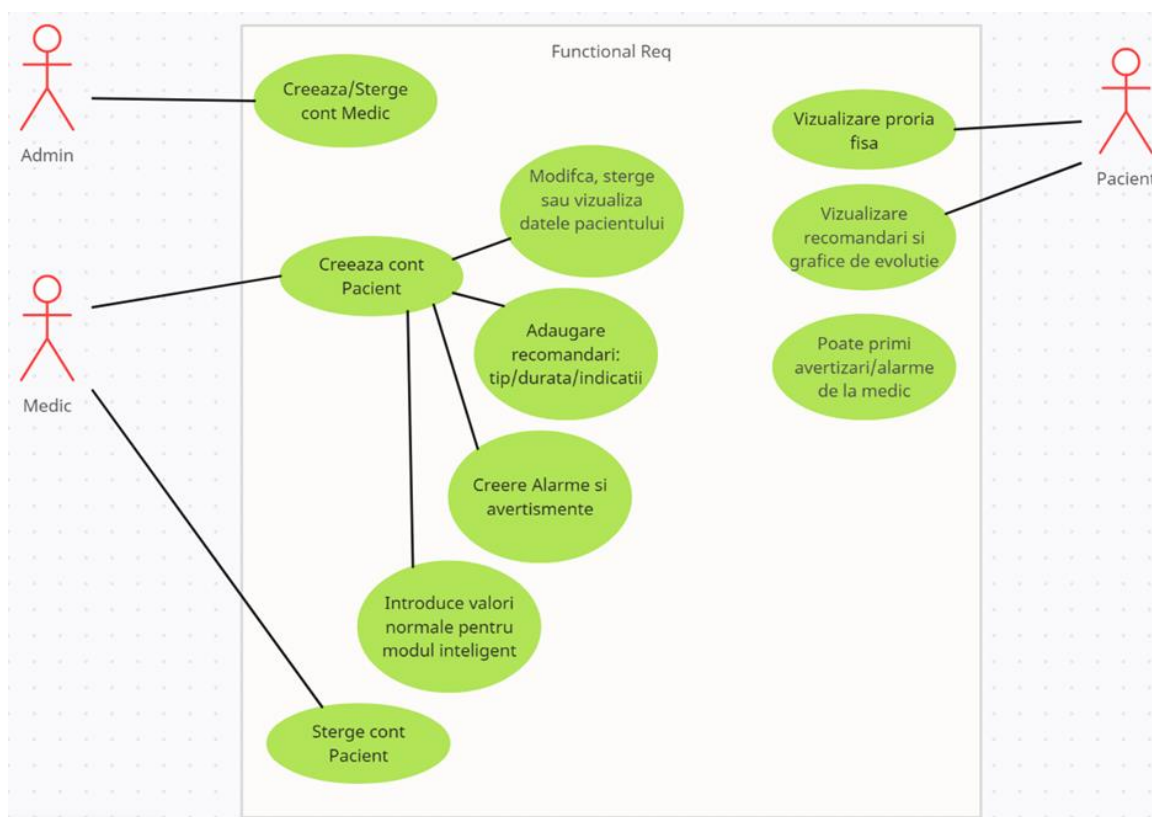 Functional Req
Admin
Creeaza/Sterge
cont Medic
Modifca, sterge
sau vizualiza
datele pacientului
Creeaza cont
Pacient
Adaugare
recomandari:
tip/durata/indicatii
Creere Alarme si
avertismente
Introduce valori
normale pentru
modul inteligent
Medic
Sterge cont
Pacient
Vizualizare proria
fisa
Vizualizare
recomandari si
grafice de evolutie
Poate primi
avertizari/alarme
de la medic
Pacient